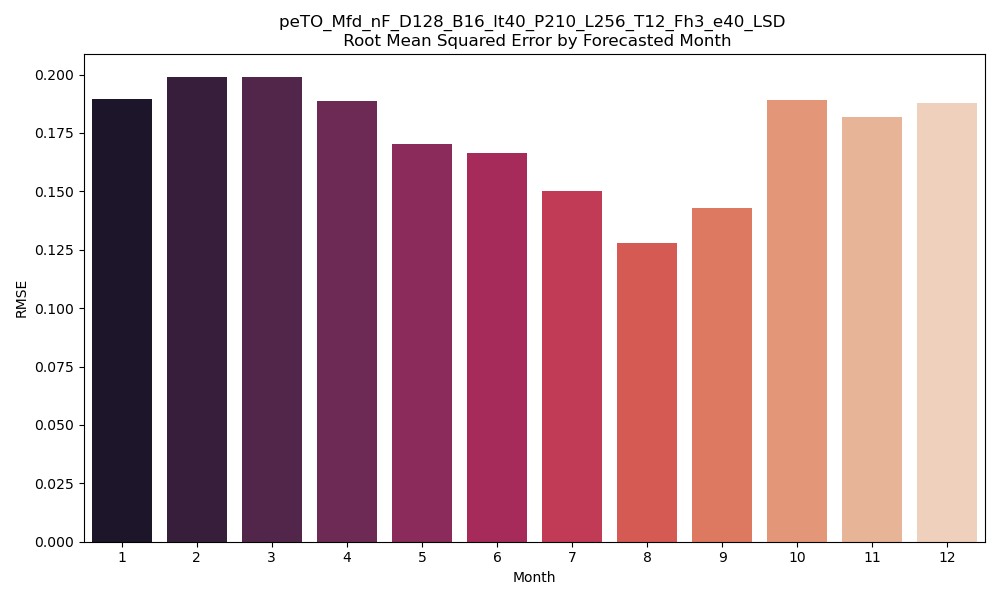 peTO_Mfd_nF_D128_B16_lt40_P210_L256_T12_Fh3_e40_LSD
Root Mean Squared Error by Forecasted Month
0.200
0.175
0.150
0.125
0.100
0.075
0.050
0.025
0.000
RMSE
1 2 3 4 5 6 7 8 9 10 11 12
Month